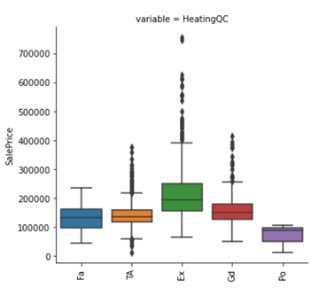 variable = HeatingQC
700000
600000
500000
400000
300000
200000
100000
0
SalePrice
Fa
TA
Ex
Gd
Po